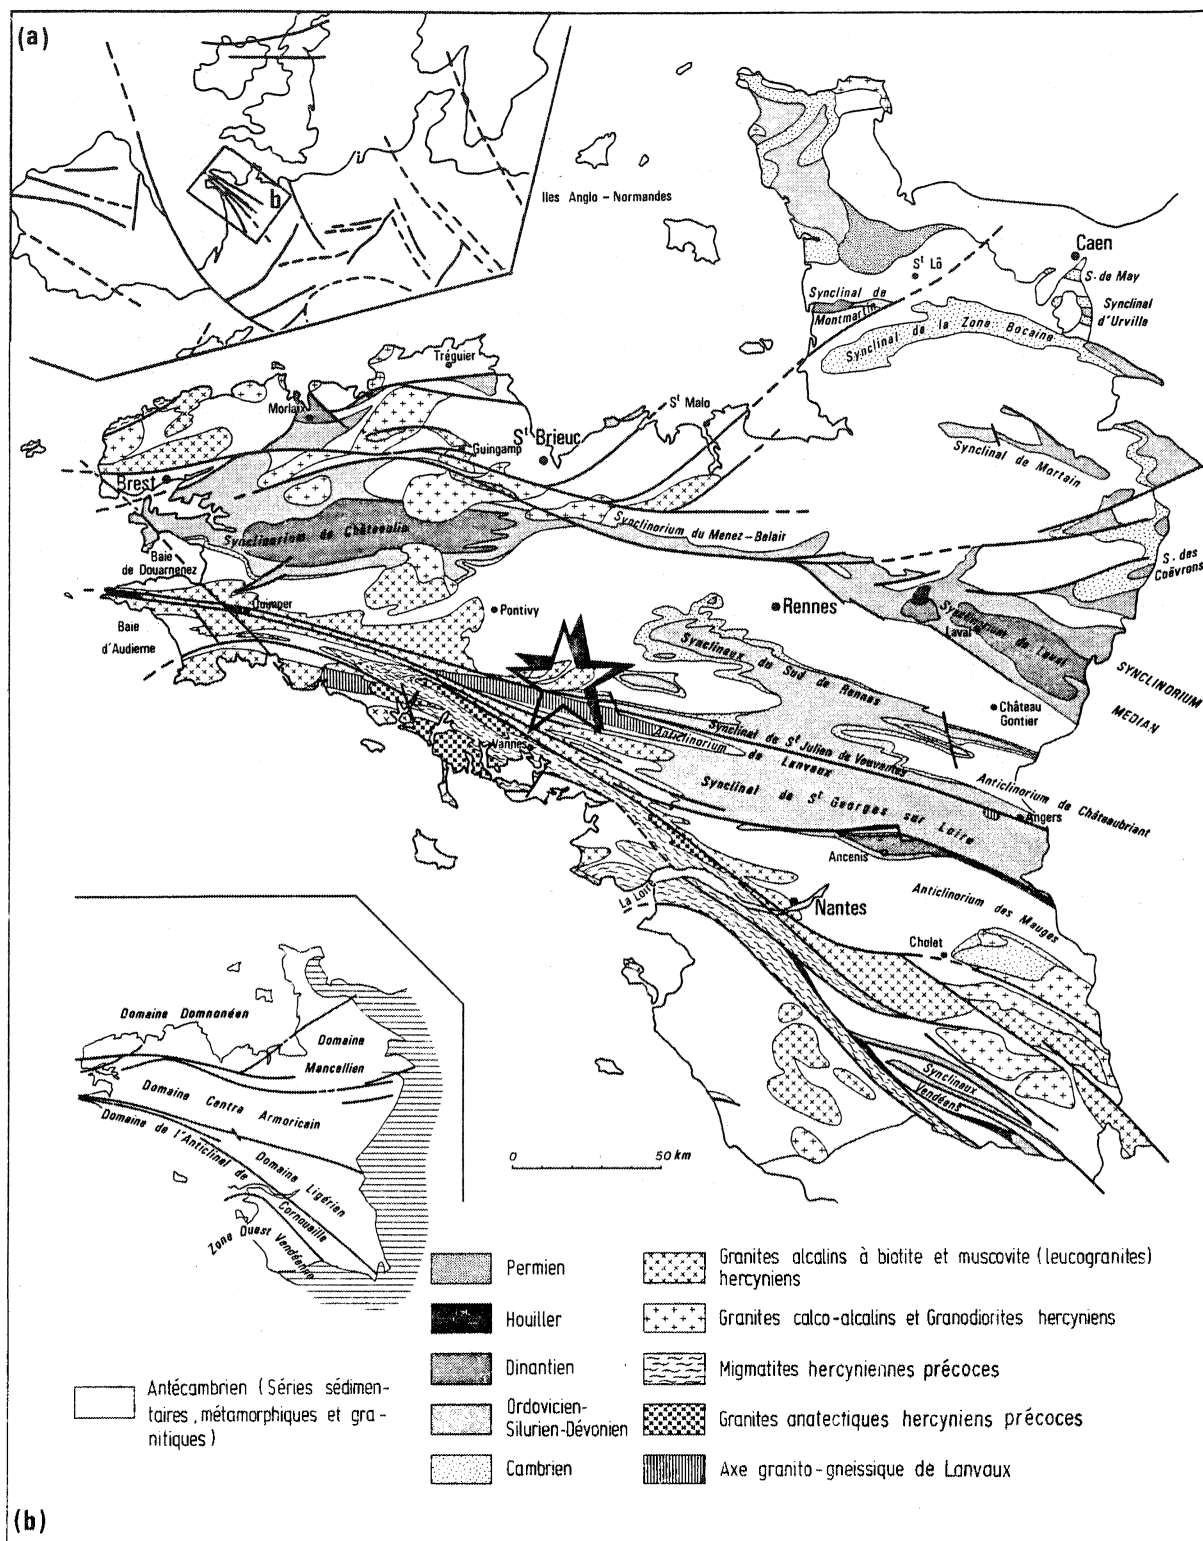 (a)
b
Iles Anglo - Normandes
Caen
St Lô
S. de May
Synclinal
d'Urville
Synclinal de
Montmartin
Synclinal de la Zone Bocaine
Tréguier
Morlaix
St Malo
St Brieuc
Guingamp
Brest
Synclinal de Mortain
Synclinorium de Châteaulin
Synclinorium du Menez-Belair
S. des
Coëvrons
Baie
de Douarnenez
Quimper
Pontivy
Rennes
Baie
d'Audierne
Synclinorium de Laval
Laval
Synclinaux du Sud de Rennes
SYNCLINORIUM
MEDIAN
Château
Gontier
Vannes
Synclinal de St Julien de Vouvantes
Anticlinorium
de Lanvaux
Synclinal de St Georges sur Loire
Anticlinorium de Châteaubriant
Angers
Ancenis
La Loire
Nantes
Anticlinorium des Mauges
Cholet
Synclinaux
Vendéens
0 50 km
Domaine Domnonéen
Domaine
Mancellien
Domaine Centra Armoricain
Domaine de l'Anticlinal de
Cornouaille
Domaine Ligérien
Zone Ouest Vendéenne
Permien
Houiller
Dinantien
Ordovicien-
Silurien-Dévonien
Cambrien
Granites alcalins à biotite et muscovite (leucogranites)
hercyniens
Granites calco-alcalins et Granodiorites hercyniens
Migmatites hercyniennes précoces
Granites anatectiques hercyniens précoces
Axe granito-gneissique de Lanvaux
Antécambrien (Séries sédimen-
taires, métamorphiques et gra-
nitiques)
(b)